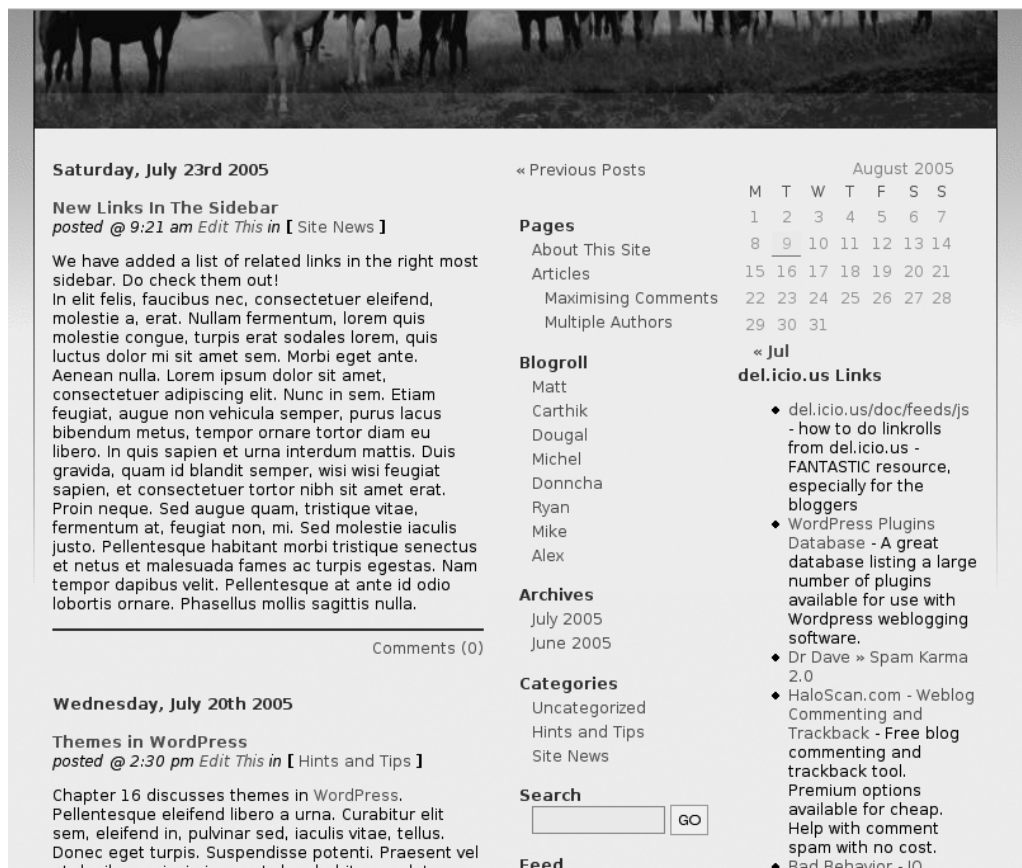 Saturday, July 23rd 2005
New Links In The Sidebar
posted @ 9:21 am Edit This in [ Site News ]
We have added a list of related links in the right most
sidebar. Do check them out!
In elit felis, faucibus nec, consectetuer eleifend,
molestie a, erat. Nullam fermentum, lorem quis
molestie congue, turpis erat sodales lorem, quis
luctus dolor mi sit amet sem. Morbi eget ante.
Aenean nulla. Lorem ipsum dolor sit amet,
consectetuer adipiscing elit. Nunc in sem. Etiam
feugiat, augue non vehicula semper, purus lacus
bibendum metus, tempor ornare tortor diam eu
libero. In quis sapien et urna interdum mattis. Duis
gravida, quam id blandit semper, wisi wisi feugiat
sapien, et consectetuer tortor nibh sit amet erat.
Proin neque. Sed augue quam, tristique vitae,
fermentum at, feugiat non, mi. Sed molestie iaculis
justo. Pellentesque habitant morbi tristique senectus
et netus et malesuada fames ac turpis egestas. Nam
tempor dapibus velit. Pellentesque at ante id odio
lobortis ornare. Phasellus mollis sagittis nulla.
Comments (0)
Wednesday, July 20th 2005
Themes in WordPress
posted @ 2:30 pm Edit This in [ Hints and Tips ]
Chapter 16 discusses themes in WordPress.
Pellentesque eleifend libero a urna. Curabitur elit
sem, eleifend in, pulvinar sed, iaculis vitae, tellus.
Donec eget turpis. Suspendisse potenti. Praesent vel
« Previous Posts
Pages
About This Site
Articles
Maximising Comments
Multiple Authors
Blogroll
Matt
Carthik
Dougal
Michel
Donncha
Ryan
Mike
Alex
Archives
July 2005
June 2005
Categories
Uncategorized
Hints and Tips
Site News
Search
GO
Feed
August 2005
M T W T F S S
1 2 3 4 5 6 7
8 9 10 11 12 13 14
15 16 17 18 19 20 21
22 23 24 25 26 27 28
29 30 31
« Jul
del.icio.us Links
del.icio.us/doc/feeds/js
- how to do linkrolls
from del.icio.us -
FANTASTIC resource,
especially for the
bloggers
WordPress Plugins
Database - A great
database listing a large
number of plugins
available for use with
Wordpress weblogging
software.
Dr Dave » Spam Karma
2.0
HaloScan.com - Weblog
Commenting and
Trackback - Free blog
commenting and
trackback tool.
Premium options
available for cheap.
Help with comment
spam with no cost.
Bad Behavior - IO